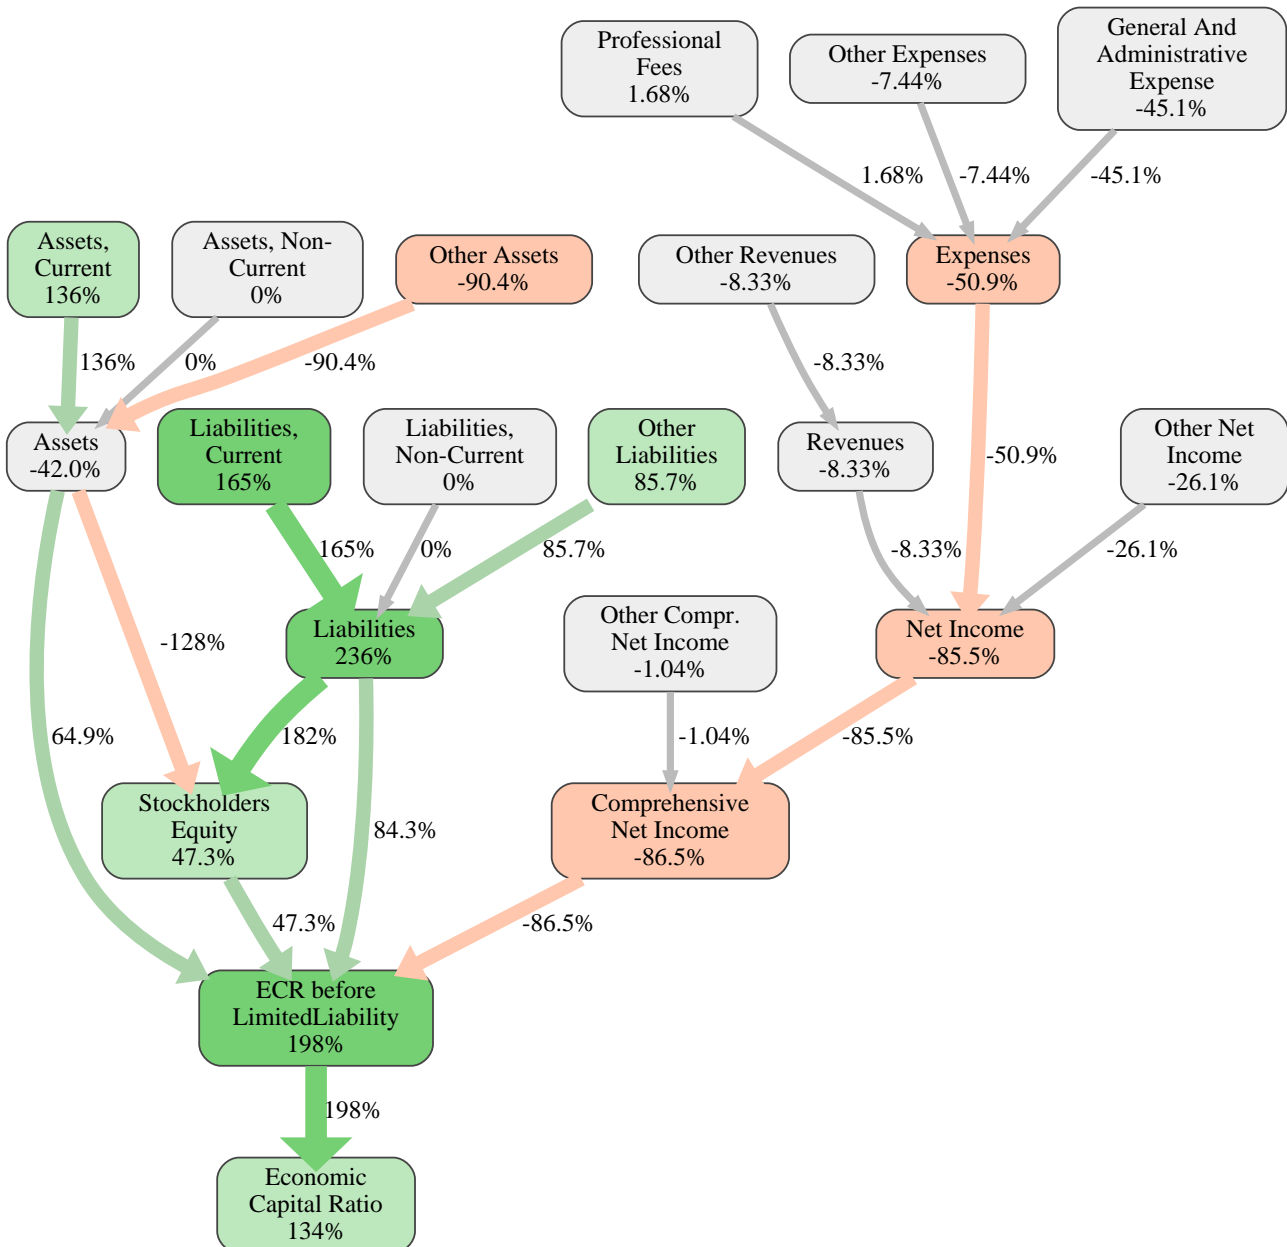 Professional
Fees
1.68%
Other Expenses
-7.44%
General And
Administrative
Expense
-45.1%
1.68%
-7.44%
-45.1%
Assets,
Current
136%
Assets, Non-
Current
0%
Other Assets
-90.4%
Other Revenues
-8.33%
Expenses
-50.9%
136%
0%
-90.4%
-8.33%
-50.9%
Assets
-42.0%
Liabilities,
Current
165%
Liabilities,
Non-Current
0%
Other
Liabilities
85.7%
Revenues
-8.33%
Other Net
Income
-26.1%
165%
0%
85.7%
-8.33%
-26.1%
Liabilities
236%
Other Compr.
Net Income
-1.04%
Net Income
-85.5%
-128%
64.9%
182%
-1.04%
-85.5%
Stockholders
Equity
47.3%
84.3%
Comprehensive
Net Income
-86.5%
47.3%
-86.5%
ECR before
LimitedLiability
198%
198%
Economic
Capital Ratio
134%